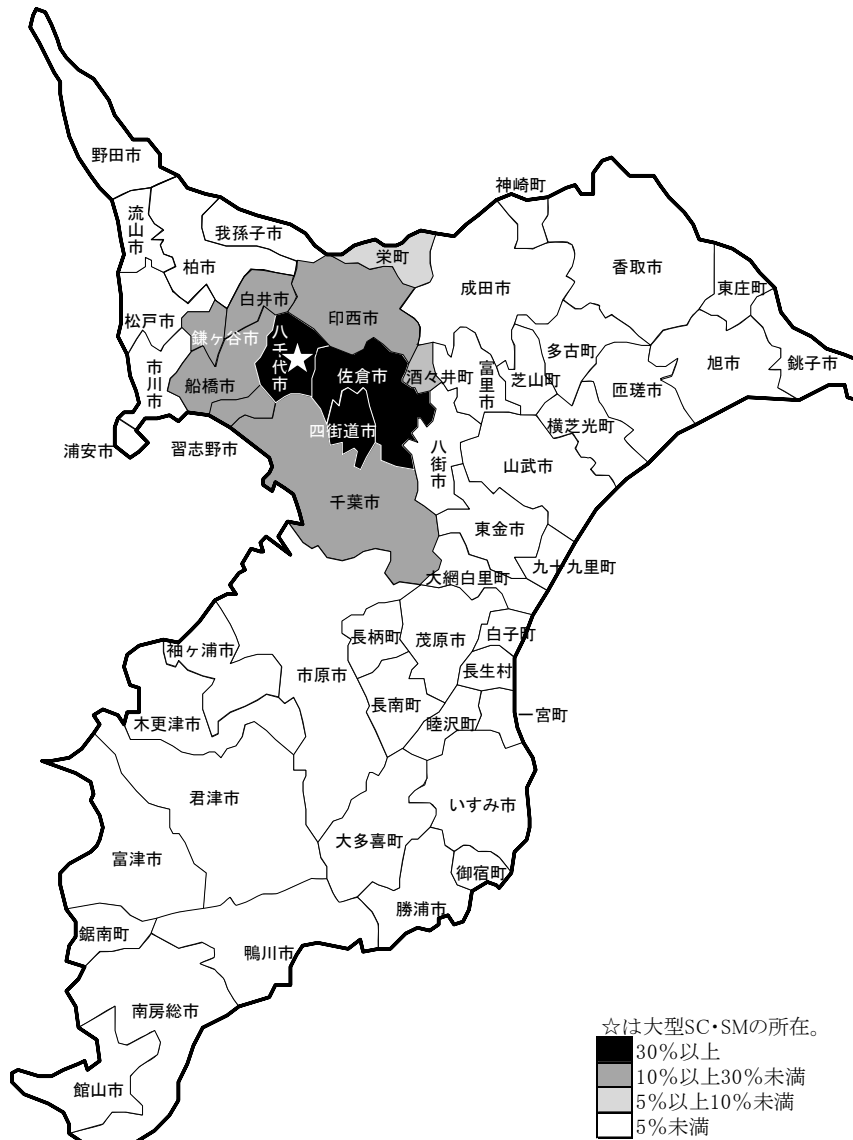 野田市
神崎町
流山市
我孫子市
栄町
柏市
香取市
成田市
東庄町
白井市
印西市
松戸市
鎌ヶ谷市
八千代市
多古町
旭市
銚子市
市川市
船橋市
佐倉市
酒々井町
富里市
芝山町
匝瑳市
四街道市
横芝光町
浦安市
習志野市
八街市
山武市
千葉市
東金市
九十九里町
大網白里町
白子町
長柄町
茂原市
袖ヶ浦市
市原市
長生村
長南町
木更津市
睦沢町
一宮町
君津市
いすみ市
大多喜町
富津市
御宿町
勝浦市
鋸南町
鴨川市
南房総市
館山市
☆は大型SC・SMの所在。
30%以上
10%以上30%未満
5%以上10%未満
5%未満